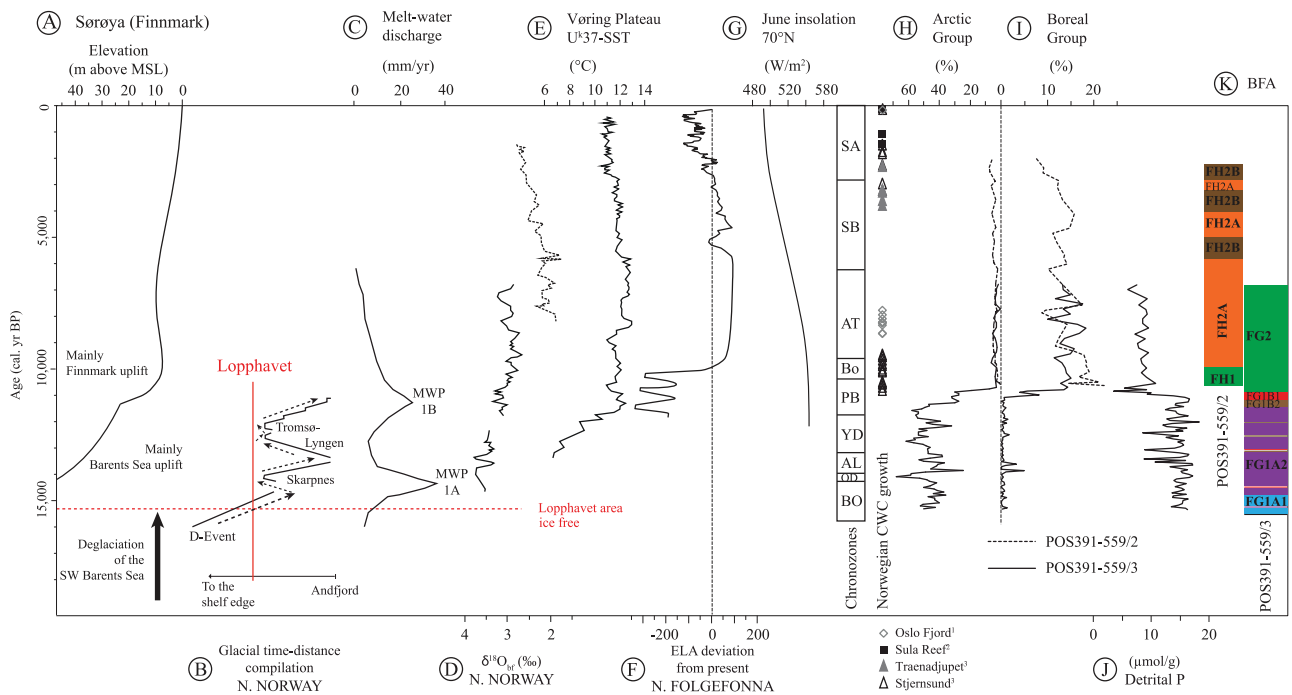 A Sørøya (Finnmark)
Elevation
(m above MSL)
40 30 20 10 0
C Melt-water
discharge
(mm/yr)
0 20 40
E Vøring Plateau
Uᵏ37-SST
(°C)
6 8 10 12 14
G June insolation
70°N
(W/m²)
480 520 580
H Arctic
Group
(%)
60 40 20 0
I Boreal
Group
(%)
10 20
K BFA
Age (cal. yr BP)
0
5,000
10,000
15,000
Mainly
Finnmark uplift
Mainly
Barents Sea uplift
Deglaciation
of the
SW Barents Sea
Lopphavet
Tromsø-
Lyngen
Skarpnes
D-Event
To the
shelf edge
Andfjord
MWP
1B
MWP
1A
Lopphavet area
ice free
SA
SB
AT
Bo
PB
YD
AL
OD
BO
Chronozones
Norwegian CWC growth
POS391-559/2
POS391-559/3
FH2B
FH2A
FH2B
FH2A
FH2B
FH2A
FH1
POS391-559/2
FG2
FG1B1
FG1B2
FG1A2
FG1A1
POS391-559/3
B Glacial time-distance
compilation
N. NORWAY
4 3 2
D δ¹⁸O bf (‰)
N. NORWAY
-200 0 200
F ELA deviation
from present
N. FOLGEFONNA
Oslo Fjord¹
Sula Reef²
Traenadjupet³
Stjernsund³
0 10 20
J (µmol/g)
Detrital P